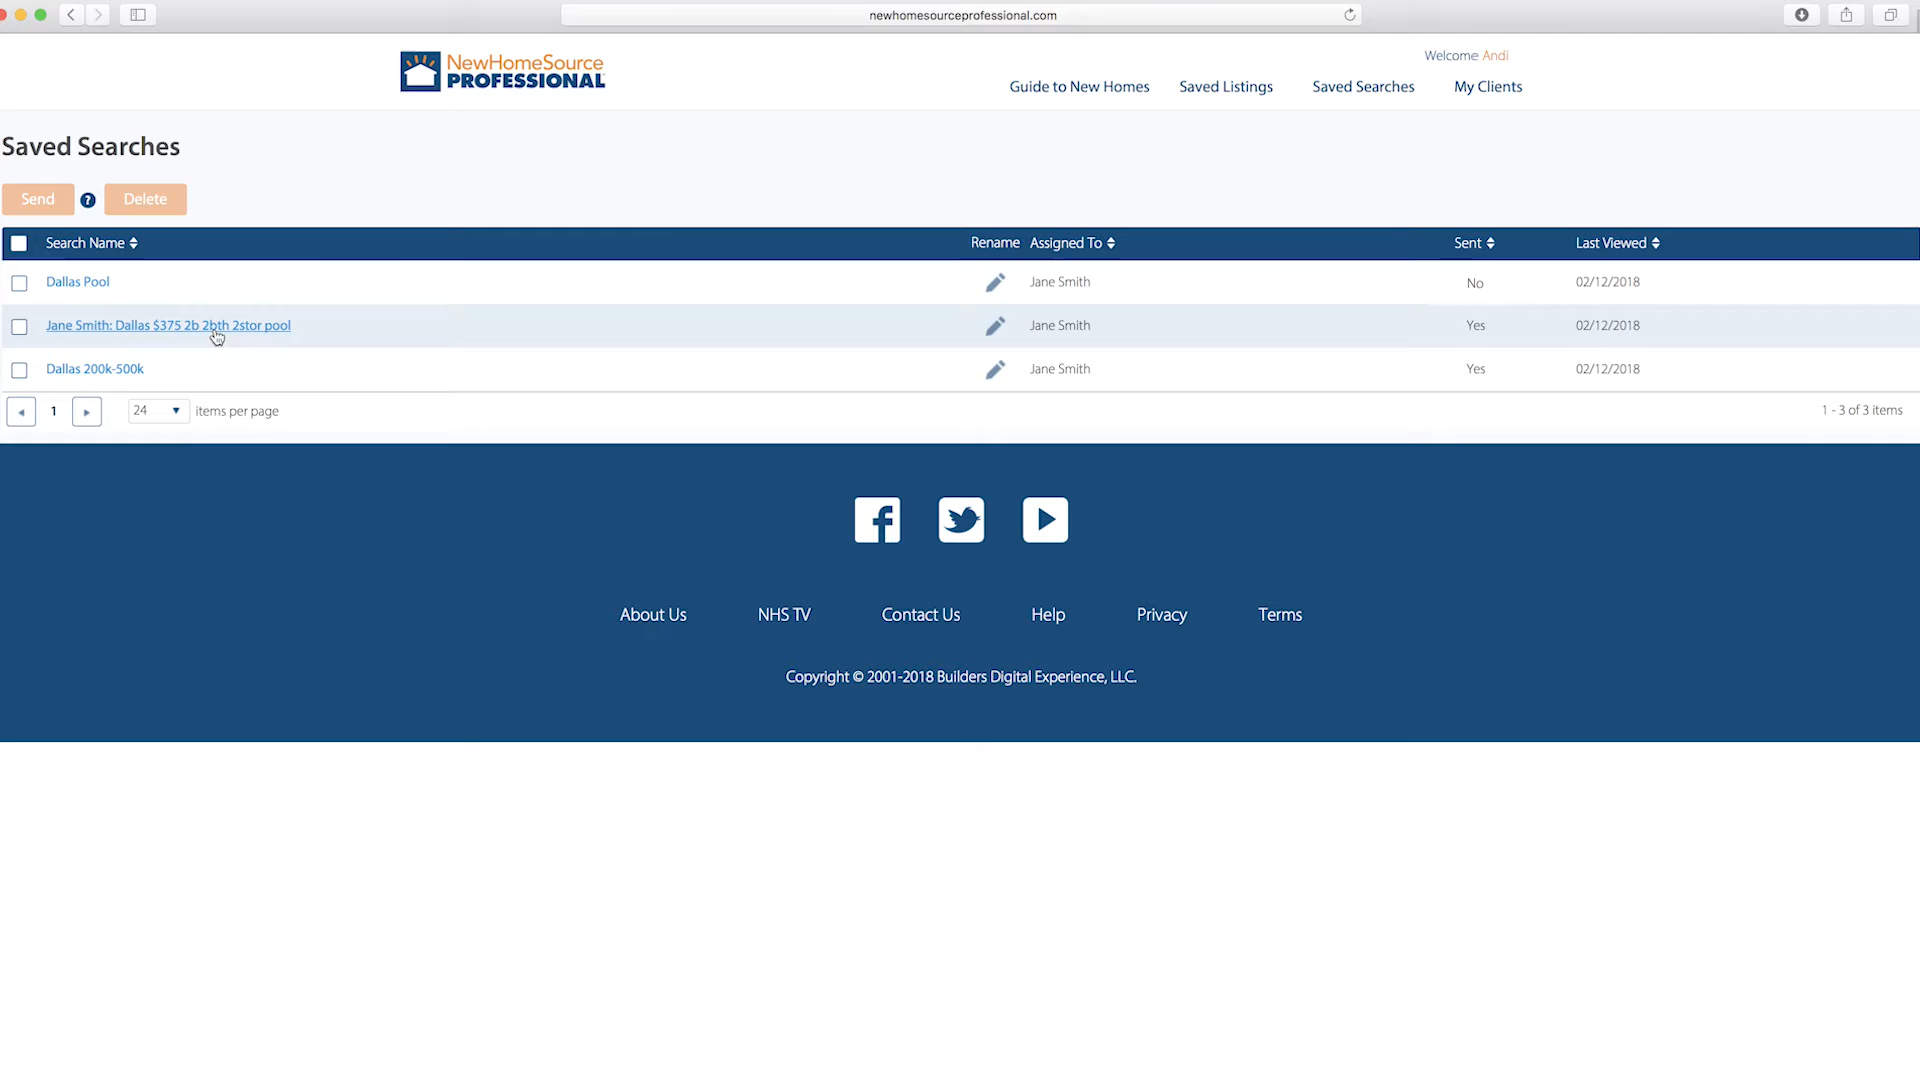 newhomesourceprofessional.com
Welcome Andi
NewHomeSource
PROFESSIONAL
Guide to New Homes Saved Listings Saved Searches My Clients
Saved Searches
Send ? Delete
Search Name Rename Assigned To Sent Last Viewed
Dallas Pool Jane Smith No 02/12/2018
Jane Smith: Dallas $375 2b 2bth 2stor pool Jane Smith Yes 02/12/2018
Dallas 200k-500k Jane Smith Yes 02/12/2018
1 24 items per page 1 - 3 of 3 items
About Us NHS TV Contact Us Help Privacy Terms
Copyright © 2001-2018 Builders Digital Experience, LLC.